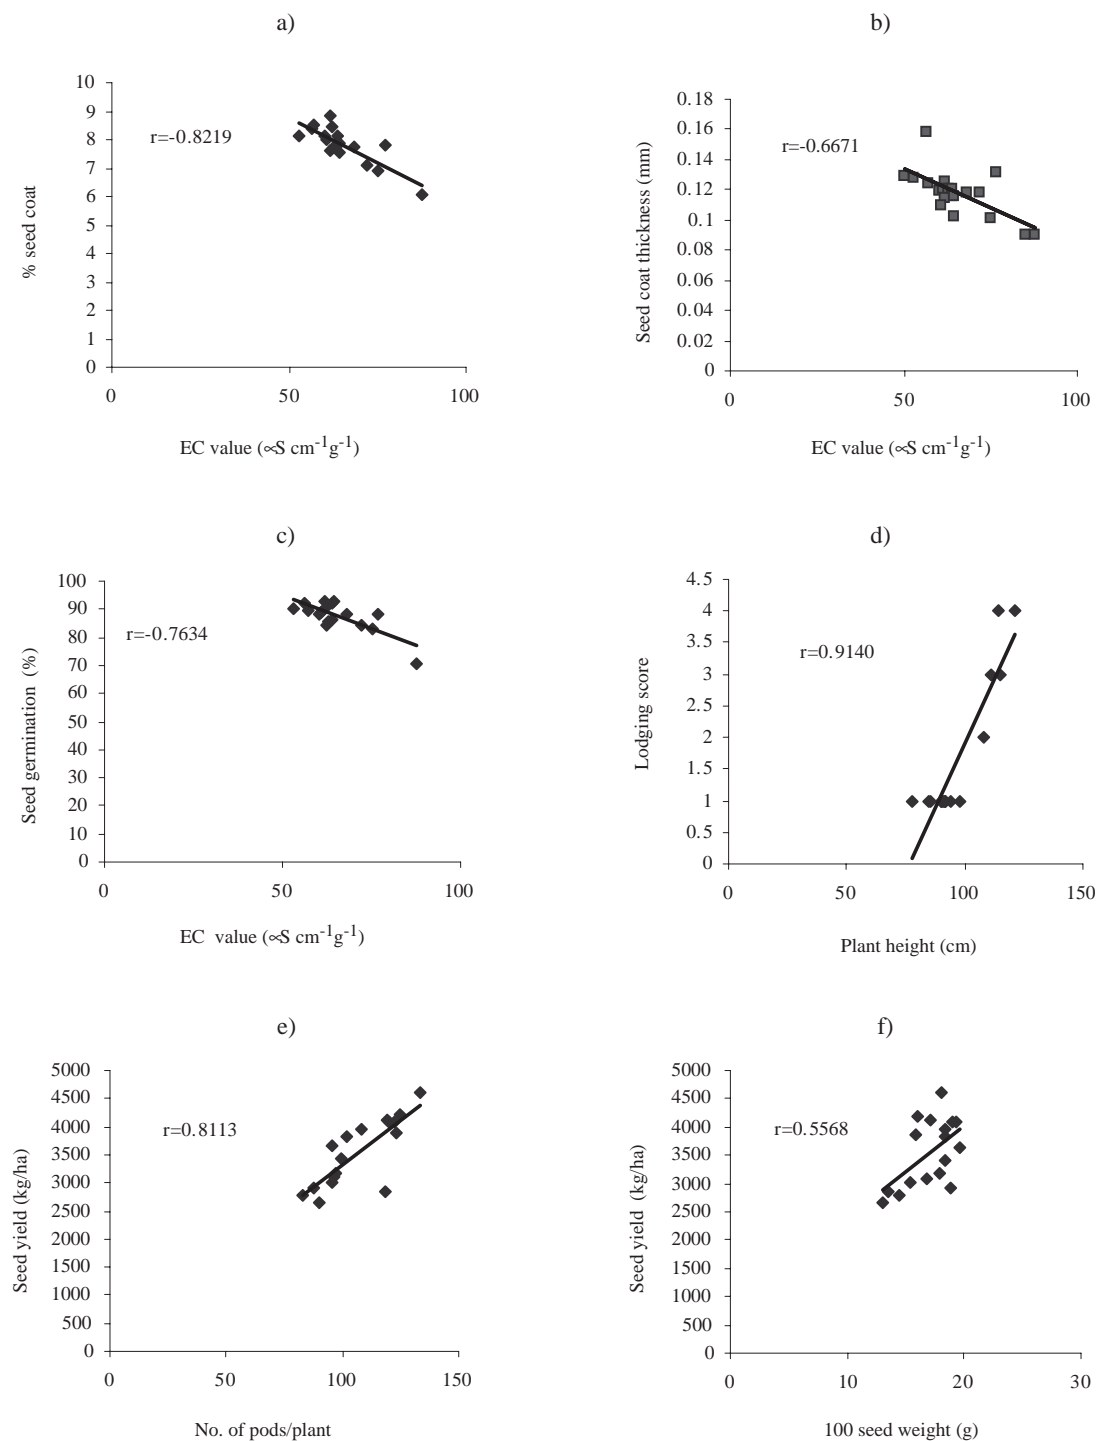 a)
10
9
8
7
6
5
4
3
2
1
0
r=-0.8219
% seed coat
0 50 100
EC value (∝S cm-1g-1)
b)
0.18
0.16
0.14
0.12
0.1
0.08
0.06
0.04
0.02
0
r=-0.6671
Seed coat thickness (mm)
0 50 100
EC value (∝S cm-1g-1)
c)
100
90
80
70
60
50
40
30
20
10
0
r=-0.7634
Seed germination (%)
0 50 100
EC value (∝S cm-1g-1)
d)
4.5
4
3.5
3
2.5
2
1.5
1
0.5
0
r=0.9140
Lodging score
0 50 100 150
Plant height (cm)
e)
5000
4500
4000
3500
3000
2500
2000
1500
1000
500
0
r=0.8113
Seed yield (kg/ha)
0 50 100 150
No. of pods/plant
f)
5000
4500
4000
3500
3000
2500
2000
1500
1000
500
0
r=0.5568
Seed yield (kg/ha)
0 10 20 30
100 seed weight (g)